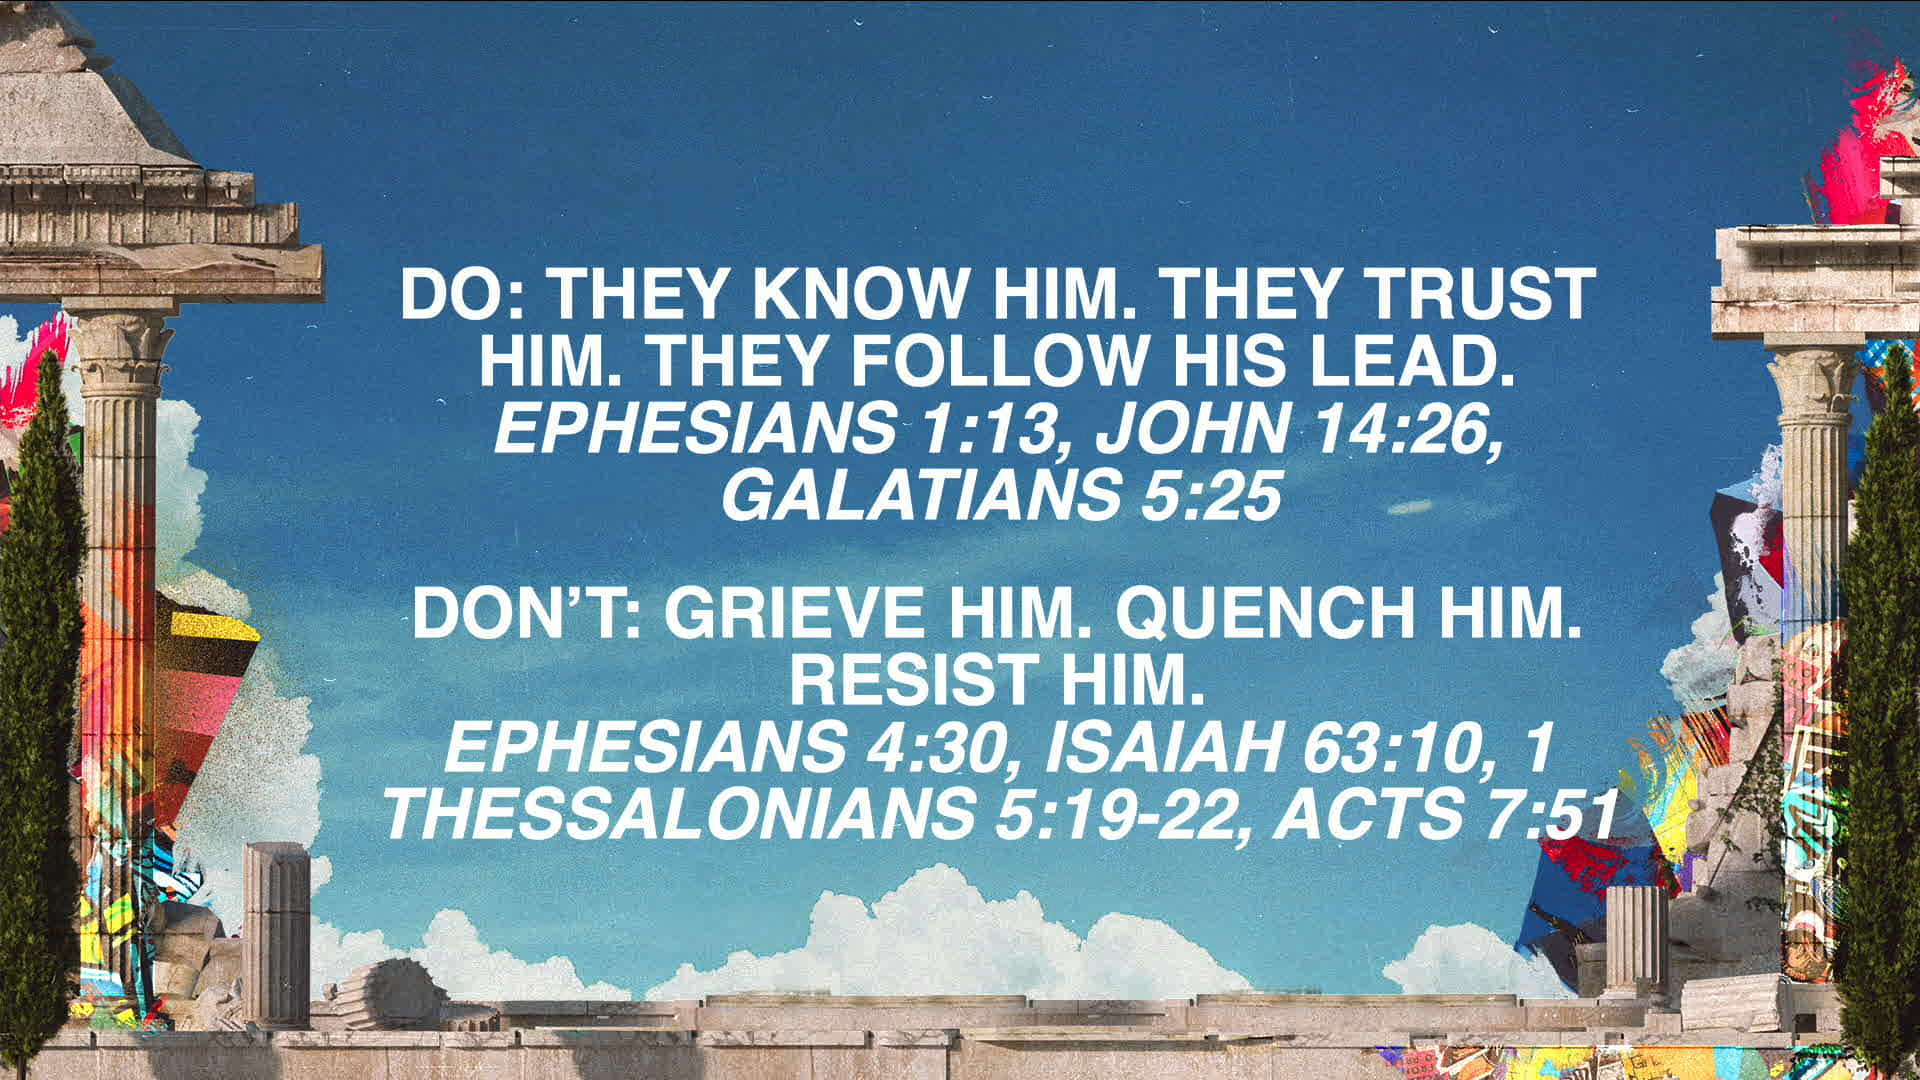 DO: THEY KNOW HIM. THEY TRUST
HIM. THEY FOLLOW HIS LEAD.
EPHESIANS 1:13, JOHN 14:26,
GALATIANS 5:25
DON’T: GRIEVE HIM. QUENCH HIM.
RESIST HIM.
EPHESIANS 4:30, ISAIAH 63:10, 1
THESSALONIANS 5:19-22, ACTS 7:51